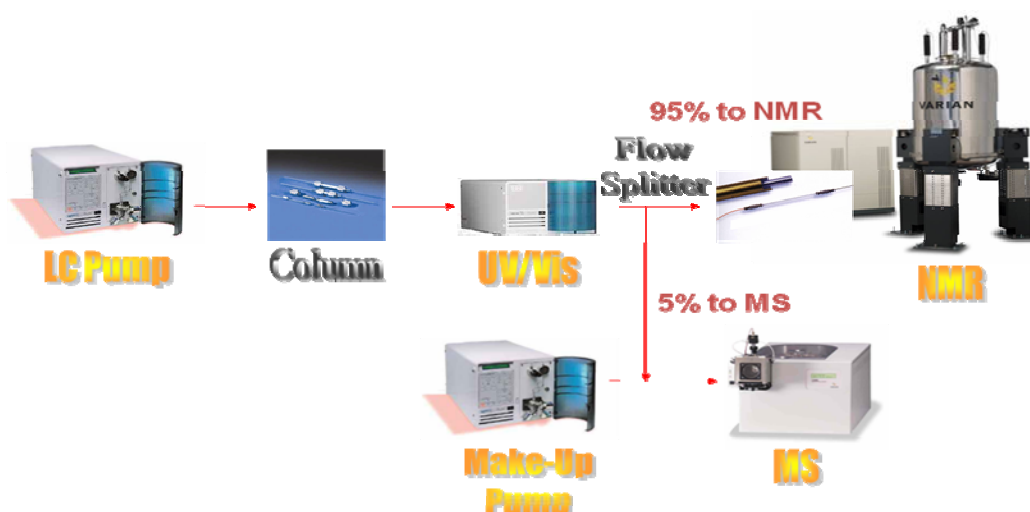 VARIAN
95% to NMR
Flow
Splitter
LC Pump
Column
UV/Vis
NMR
5% to MS
Make-Up
Pump
MS